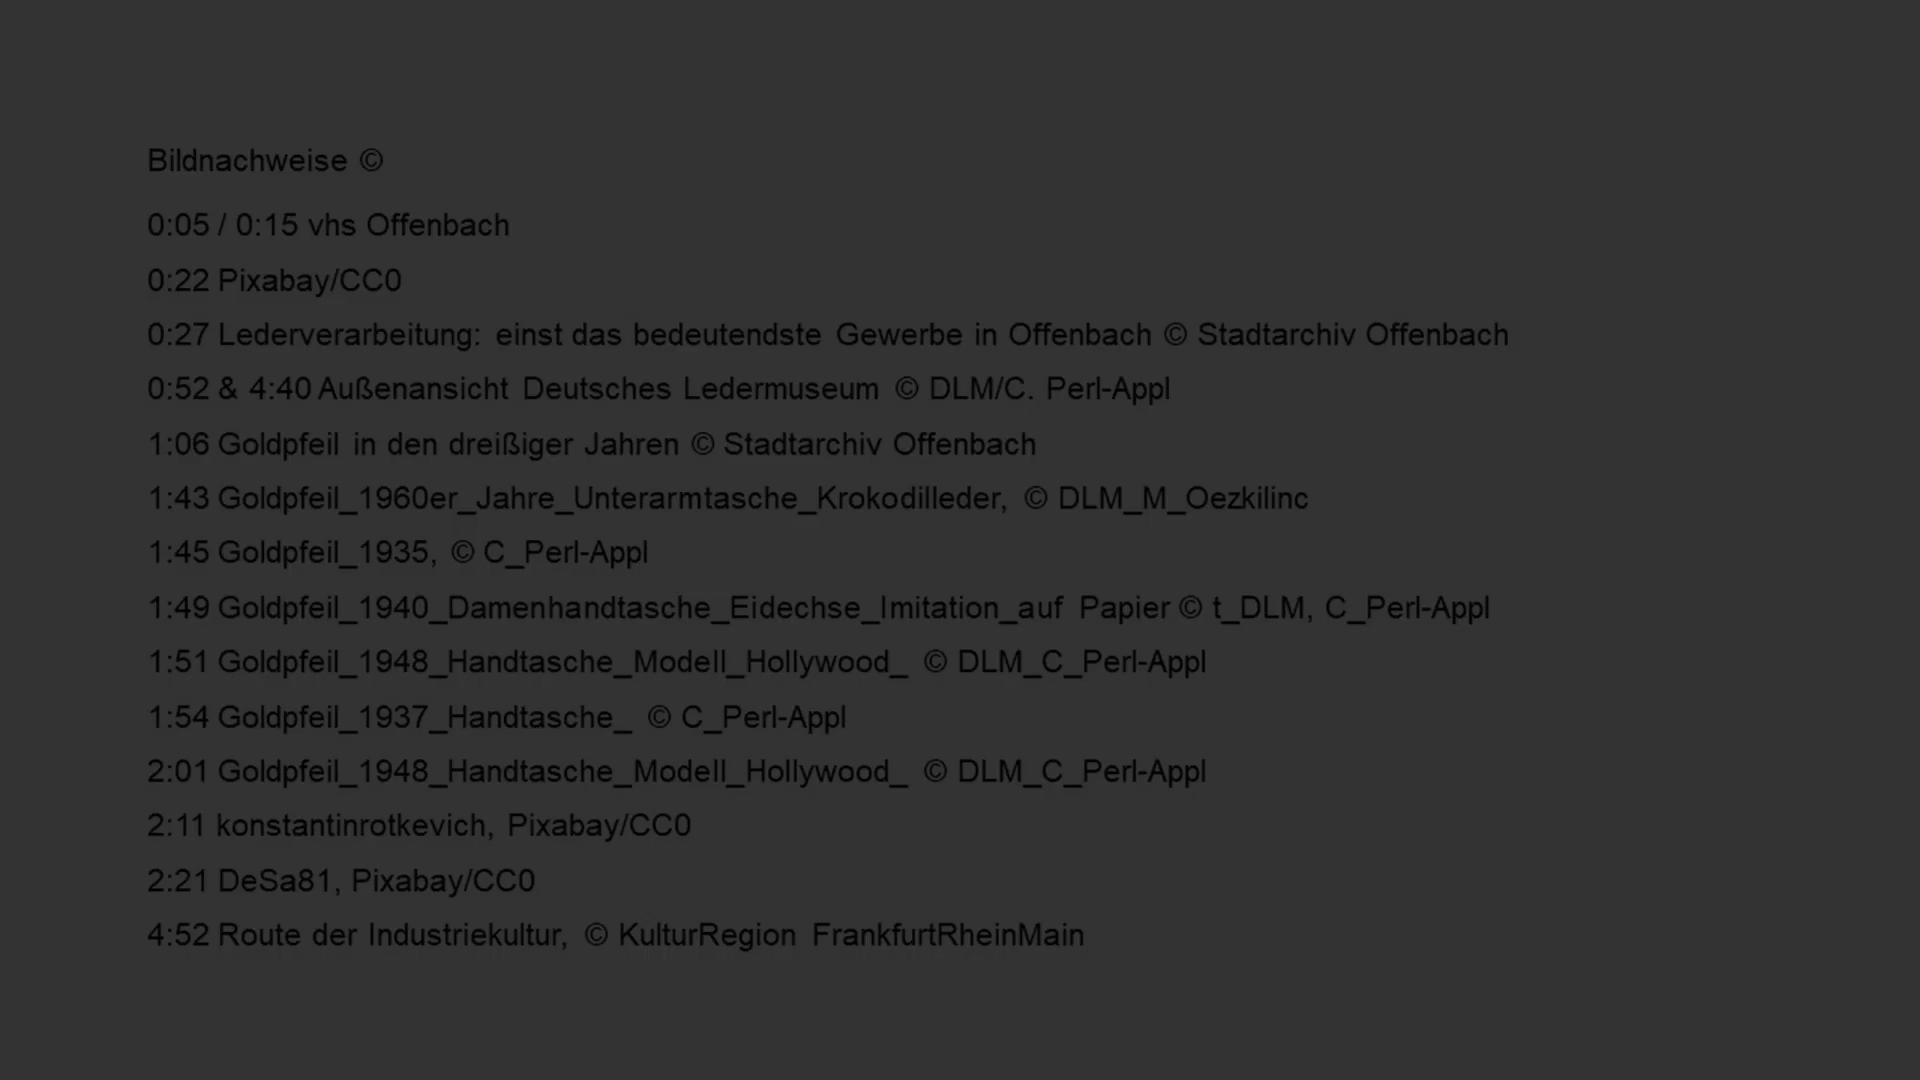 Bildnachweise ©
0:05 / 0:15 vhs Offenbach
0:22 Pixabay/CC0
0:27 Lederverarbeitung: einst das bedeutendste Gewerbe in Offenbach © Stadtarchiv Offenbach
0:52 & 4:40 Außenansicht Deutsches Ledermuseum © DLM/C. Perl-Appl
1:06 Goldpfeil in den dreißiger Jahren © Stadtarchiv Offenbach
1:43 Goldpfeil_1960er_Jahre_Unterarmtasche_Krokodilleder, © DLM_M_Oezkilinc
1:45 Goldpfeil_1935, © C_Perl-Appl
1:49 Goldpfeil_1940_Damenhandtasche_Eidechse_Imitation_auf Papier © t_DLM, C_Perl-Appl
1:51 Goldpfeil_1948_Handtasche_Modell_Hollywood_ © DLM_C_Perl-Appl
1:54 Goldpfeil_1937_Handtasche_ © C_Perl-Appl
2:01 Goldpfeil_1948_Handtasche_Modell_Hollywood_ © DLM_C_Perl-Appl
2:11 konstantinrotkevich, Pixabay/CC0
2:21 DeSa81, Pixabay/CC0
4:52 Route der Industriekultur, © KulturRegion FrankfurtRheinMain